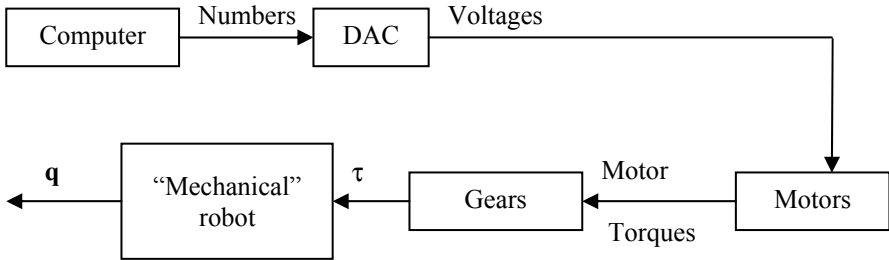 Numbers
Voltages
Computer
DAC
q
“Mechanical”
robot
τ
Gears
Motor
Torques
Motors